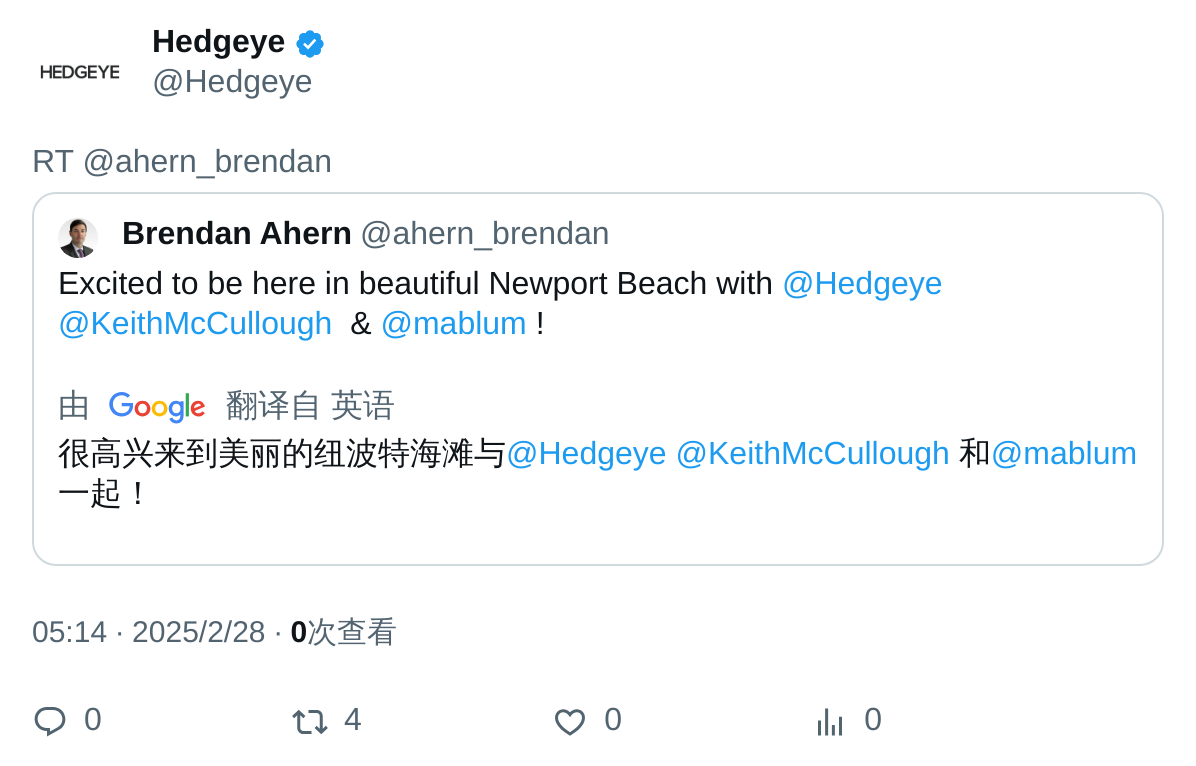 Hedgeye
HEDGEYE
@Hedgeye
RT @ahern_brendan
Brendan Ahern @ahern_brendan
Excited to be here in beautiful Newport Beach with @Hedgeye
@KeithMcCullough & @mablum !
由 Google 翻译自 英语
很高兴来到美丽的纽波特海滩与@Hedgeye @KeithMcCullough 和@mablum
一起！
05:14 · 2025/2/28 · 0次查看
0 4 0 0